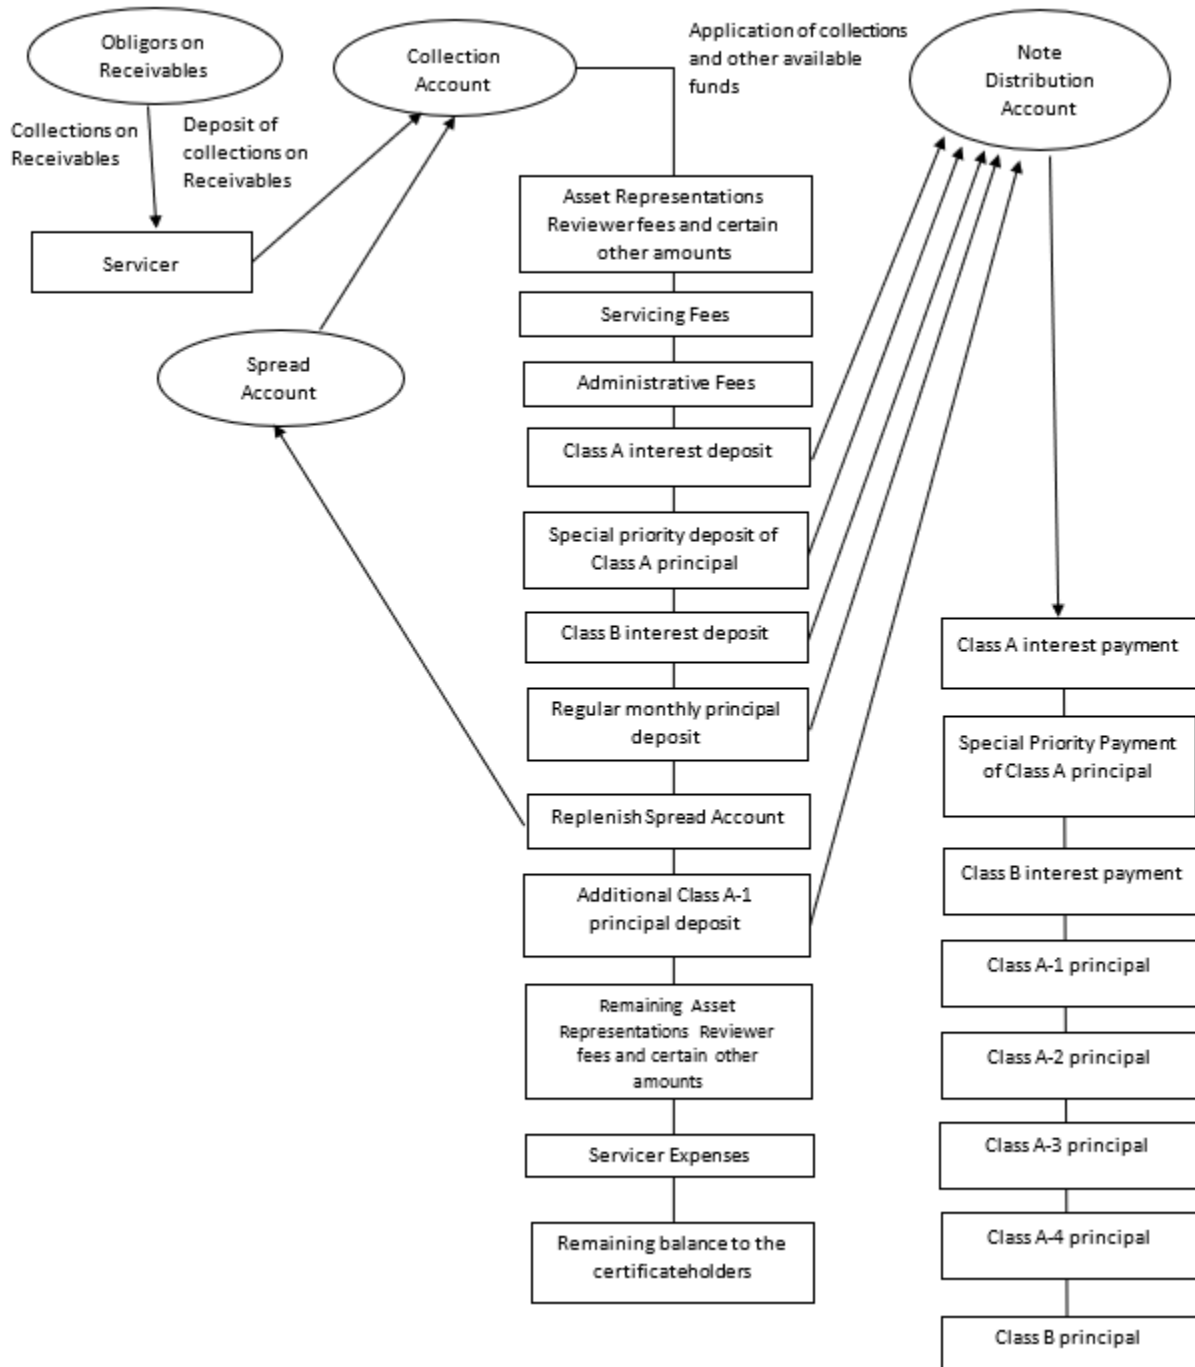 Obligors on
Receivables
Collections on
Receivables
Deposit of
collections on
Receivables
Servicer
Collection
Account
Spread
Account
Application of collections
and other available
funds
Asset Representations
Reviewer fees and certain
other amounts
Servicing Fees
Administrative Fees
Class A interest deposit
Special priority deposit of
Class A principal
Class B interest deposit
Regular monthly principal
deposit
Replenish Spread Account
Additional Class A-1
principal deposit
Remaining Asset
Representations Reviewer
fees and certain other
amounts
Servicer Expenses
Remaining balance to the
certificateholders
Note
Distribution
Account
Class A interest payment
Special Priority Payment
of Class A principal
Class B interest payment
Class A-1 principal
Class A-2 principal
Class A-3 principal
Class A-4 principal
Class B principal